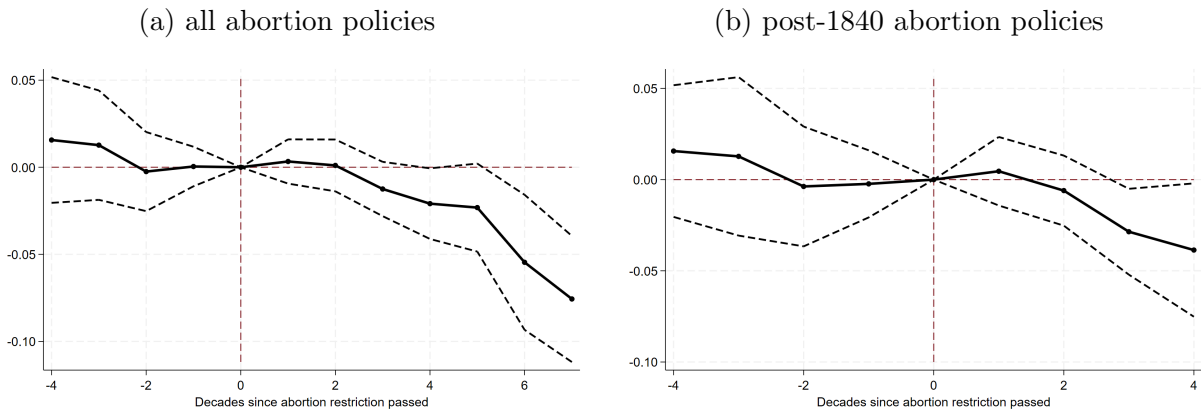 (a) all abortion policies
0.05
0.00
-0.05
-0.10
-4 -2 0 2 4 6
Decades since abortion restriction passed
(b) post-1840 abortion policies
0.05
0.00
-0.05
-0.10
-4 -2 0 2 4
Decades since abortion restriction passed